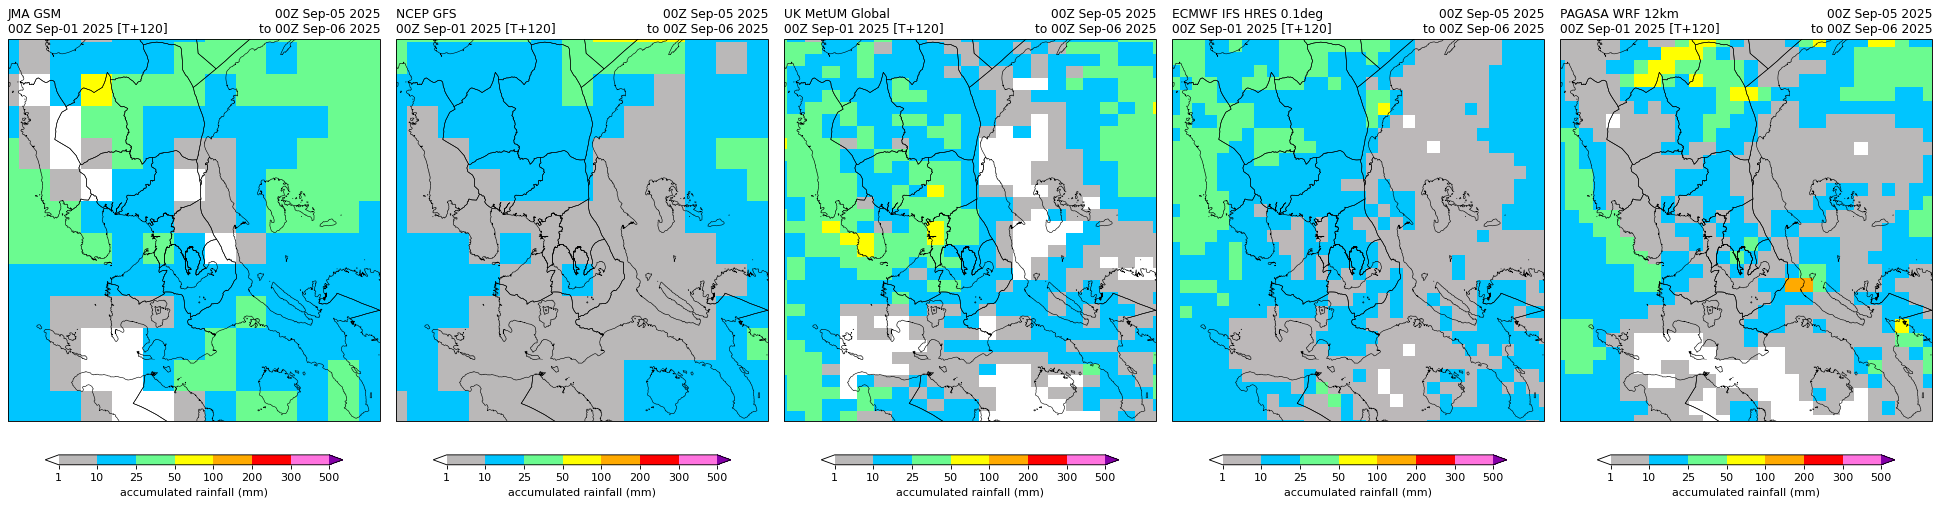 JMA GSM 00Z Sep-05 2025
00Z Sep-01 2025 [T+120] to 00Z Sep-06 2025
NCEP GFS 00Z Sep-05 2025
00Z Sep-01 2025 [T+120] to 00Z Sep-06 2025
UK MetUM Global 00Z Sep-05 2025
00Z Sep-01 2025 [T+120] to 00Z Sep-06 2025
ECMWF IFS HRES 0.1deg 00Z Sep-05 2025
00Z Sep-01 2025 [T+120] to 00Z Sep-06 2025
PAGASA WRF 12km 00Z Sep-05 2025
00Z Sep-01 2025 [T+120] to 00Z Sep-06 2025
1 10 25 50 100 200 300 500
accumulated rainfall (mm)
1 10 25 50 100 200 300 500
accumulated rainfall (mm)
1 10 25 50 100 200 300 500
accumulated rainfall (mm)
1 10 25 50 100 200 300 500
accumulated rainfall (mm)
1 10 25 50 100 200 300 500
accumulated rainfall (mm)